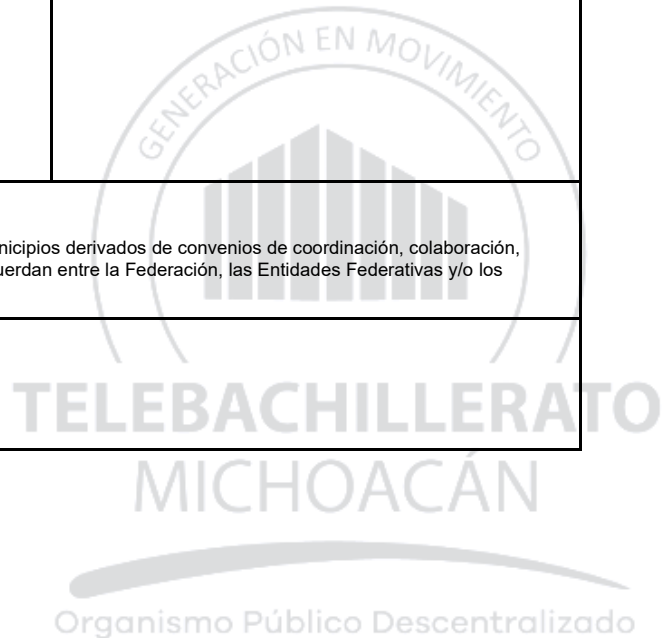 GENERACIÓN EN MOVIMIENTO
nicipios derivados de convenios de coordinación, colaboración,
uerdan entre la Federación, las Entidades Federativas y/o los
TELEBACHILLERATO
MICHOACÁN
Organismo Público Descentralizado